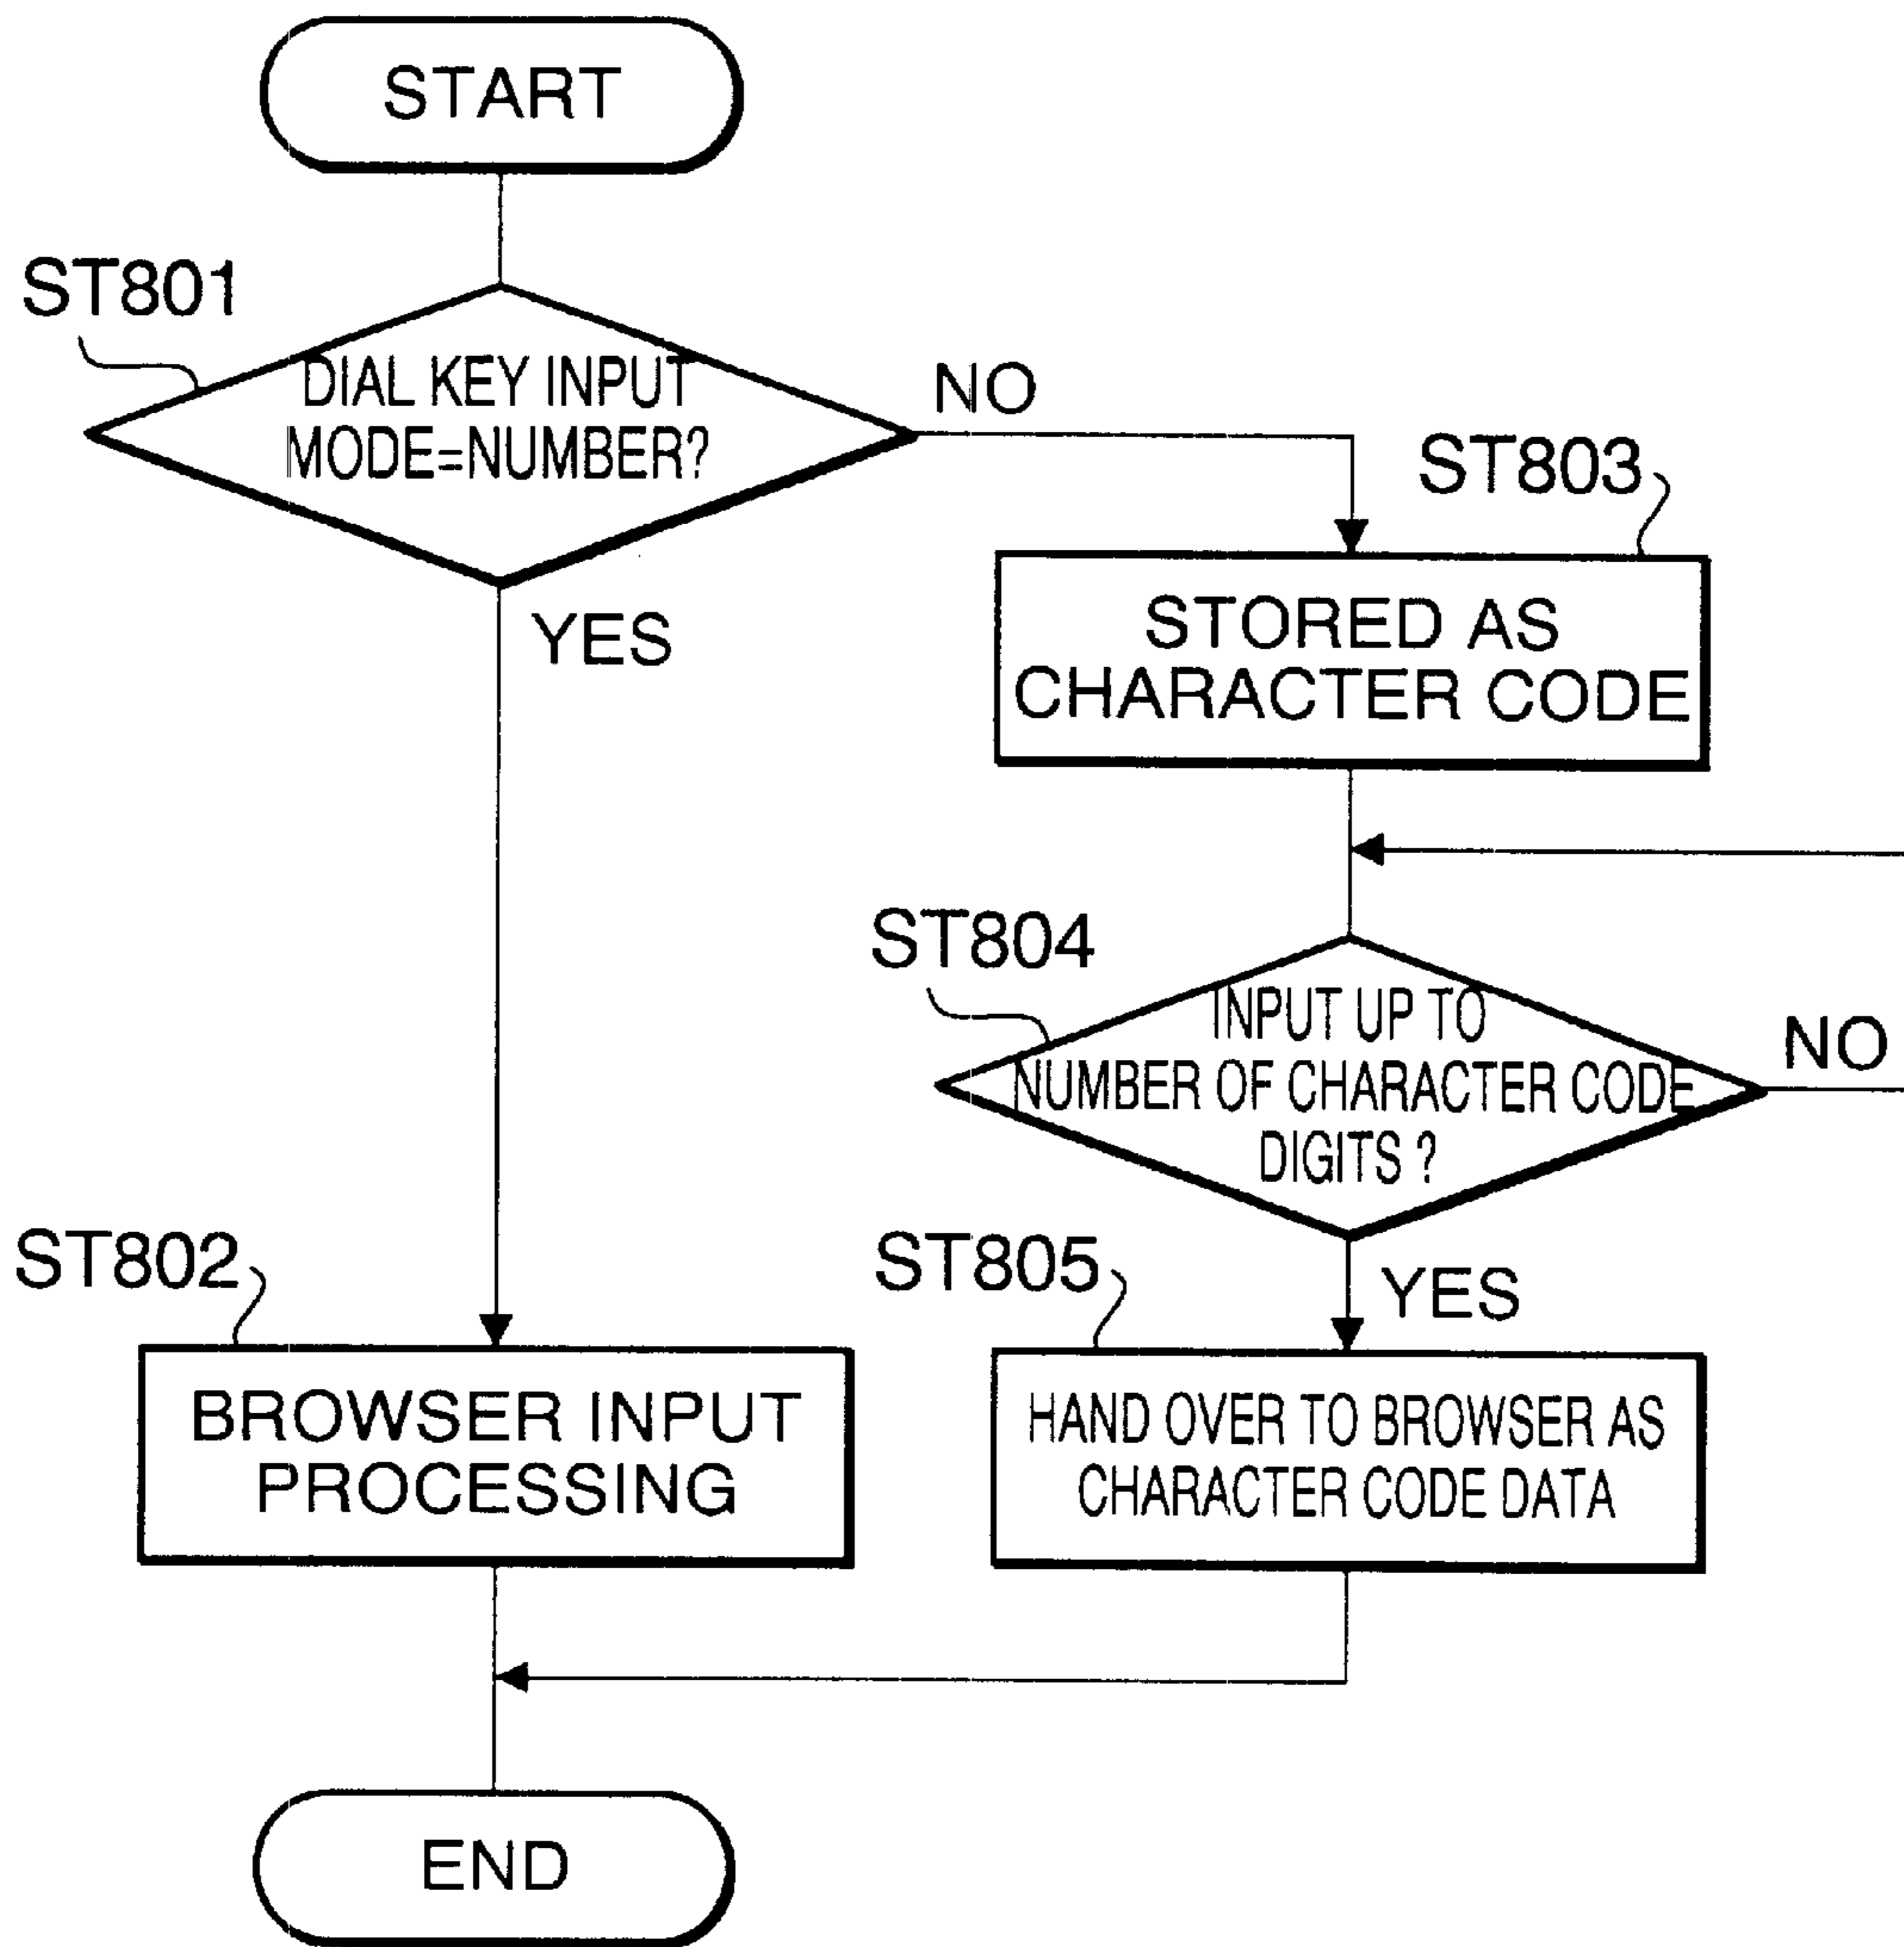 START
ST801
DIAL KEY INPUT
MODE=NUMBER?
NO
YES
ST803
STORED AS
CHARACTER CODE
ST804
INPUT UP TO
NUMBER OF CHARACTER CODE
DIGITS ?
NO
YES
ST802
BROWSER INPUT
PROCESSING
ST805
HAND OVER TO BROWSER AS
CHARACTER CODE DATA
END